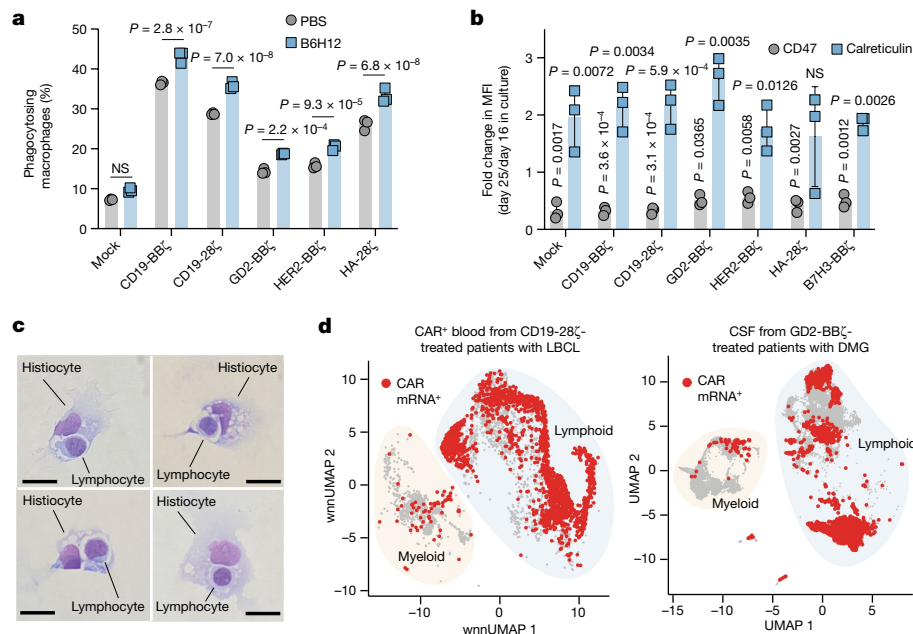 a
PBS
B6H12
Phagocytosing
macrophages (%)
50
40
30
20
10
0
NS
P = 2.8 × 10⁻⁷
P = 7.0 × 10⁻⁸
P = 2.2 × 10⁻⁴
P = 9.3 × 10⁻⁵
P = 6.8 × 10⁻⁸
Mock
CD19-BBζ
CD19-28ζ
GD2-BBζ
HER2-BBζ
HA-28ζ
b
CD47
Calreticulin
Fold change in MFI
(day 25/day 16 in culture)
3
2
1
0
P = 0.0017
P = 0.0072
P = 3.6 × 10⁻⁴
P = 0.0034
P = 3.1 × 10⁻⁴
P = 5.9 × 10⁻⁴
P = 0.0365
P = 0.0035
P = 0.0058
P = 0.0126
P = 0.0027
NS
P = 0.0012
P = 0.0026
Mock
CD19-BBζ
CD19-28ζ
GD2-BBζ
HER2-BBζ
HA-28ζ
B7H3-BBζ
c
Histiocyte
Lymphocyte
Histiocyte
Lymphocyte
Histiocyte
Lymphocyte
Histiocyte
Lymphocyte
d
CAR⁺ blood from CD19-28ζ-
treated patients with LBCL
CAR
mRNA⁺
Lymphoid
Myeloid
wnnUMAP 2
10
5
0
−5
−10
−10
0
10
wnnUMAP 1
CSF from GD2-BBζ-
treated patients with DMG
CAR
mRNA⁺
Lymphoid
Myeloid
UMAP 2
10
5
0
−5
−10
−15
−10
−5
0
5
UMAP 1